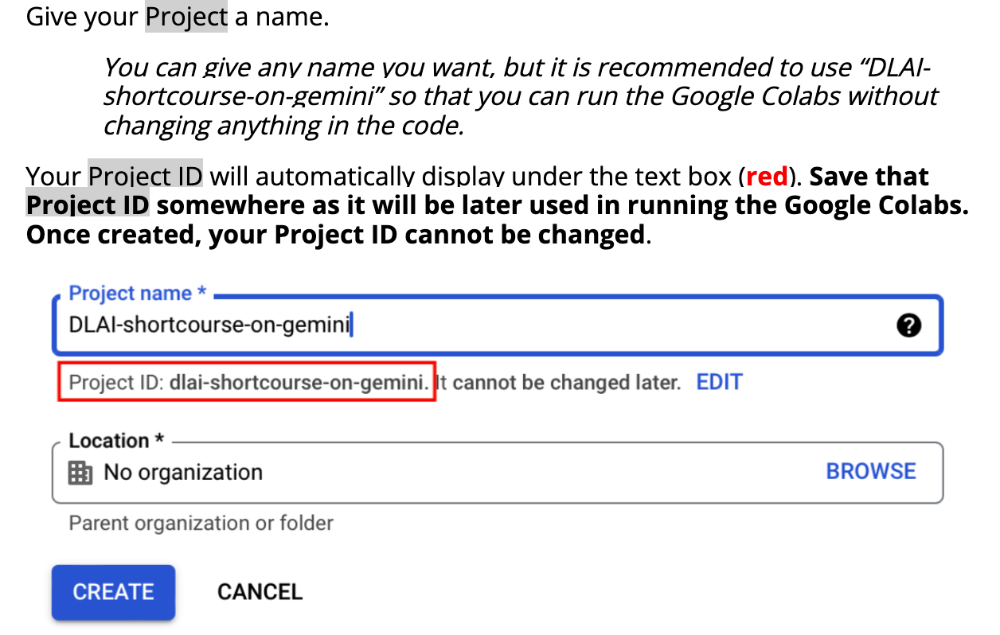 Give your Project a name.
You can give any name you want, but it is recommended to use “DLAI-
shortcourse-on-gemini” so that you can run the Google Colabs without
changing anything in the code.
Your Project ID will automatically display under the text box (red). Save that
Project ID somewhere as it will be later used in running the Google Colabs.
Once created, your Project ID cannot be changed.
Project name *
DLAI-shortcourse-on-gemini
Project ID: dlai-shortcourse-on-gemini. It cannot be changed later. EDIT
Location *
No organization BROWSE
Parent organization or folder
CREATE CANCEL